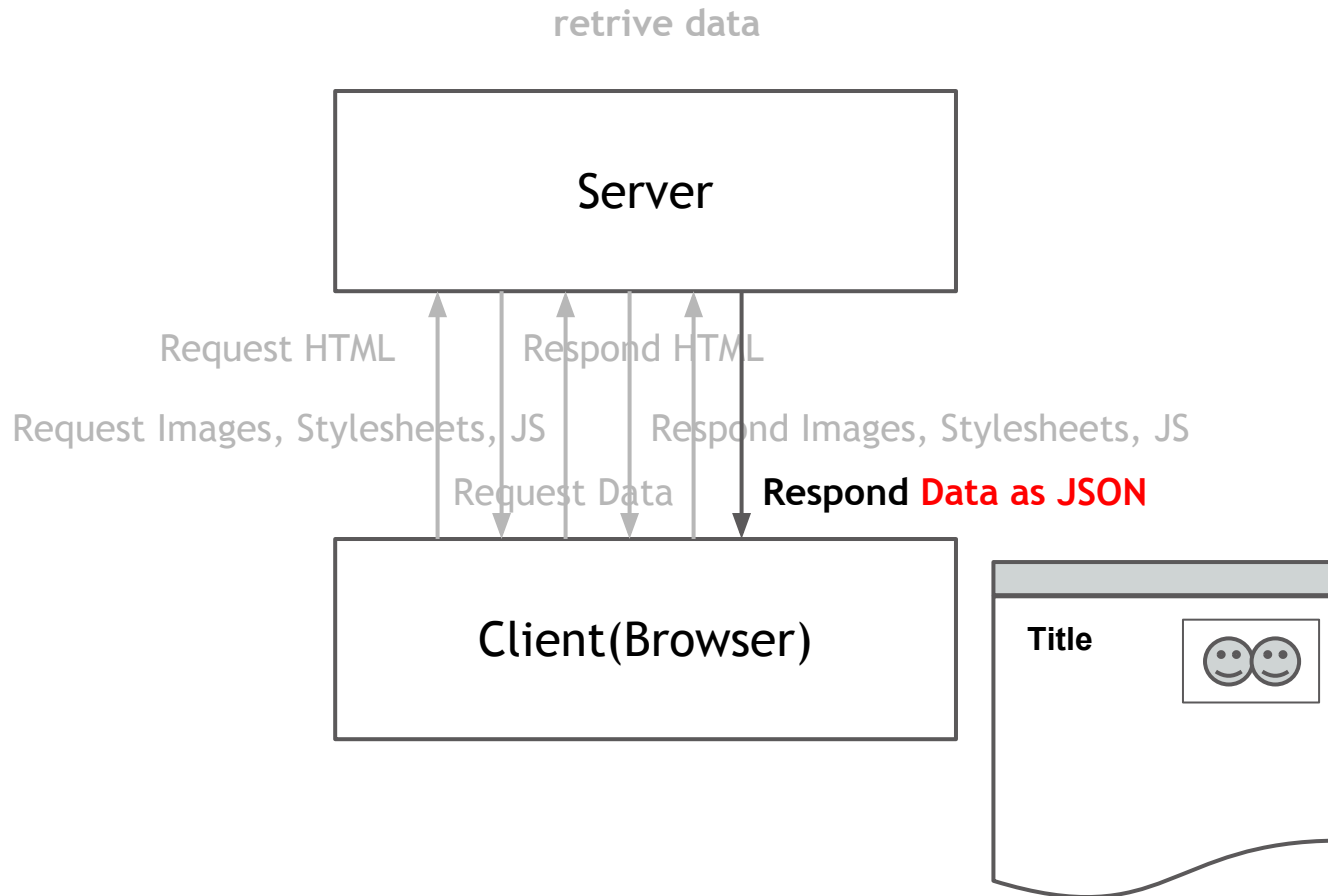 retrive data
Server
Request HTML
Respond HTML
Request Images, Stylesheets, JS
Respond Images, Stylesheets, JS
Request Data
Respond Data as JSON
Client(Browser)
Title